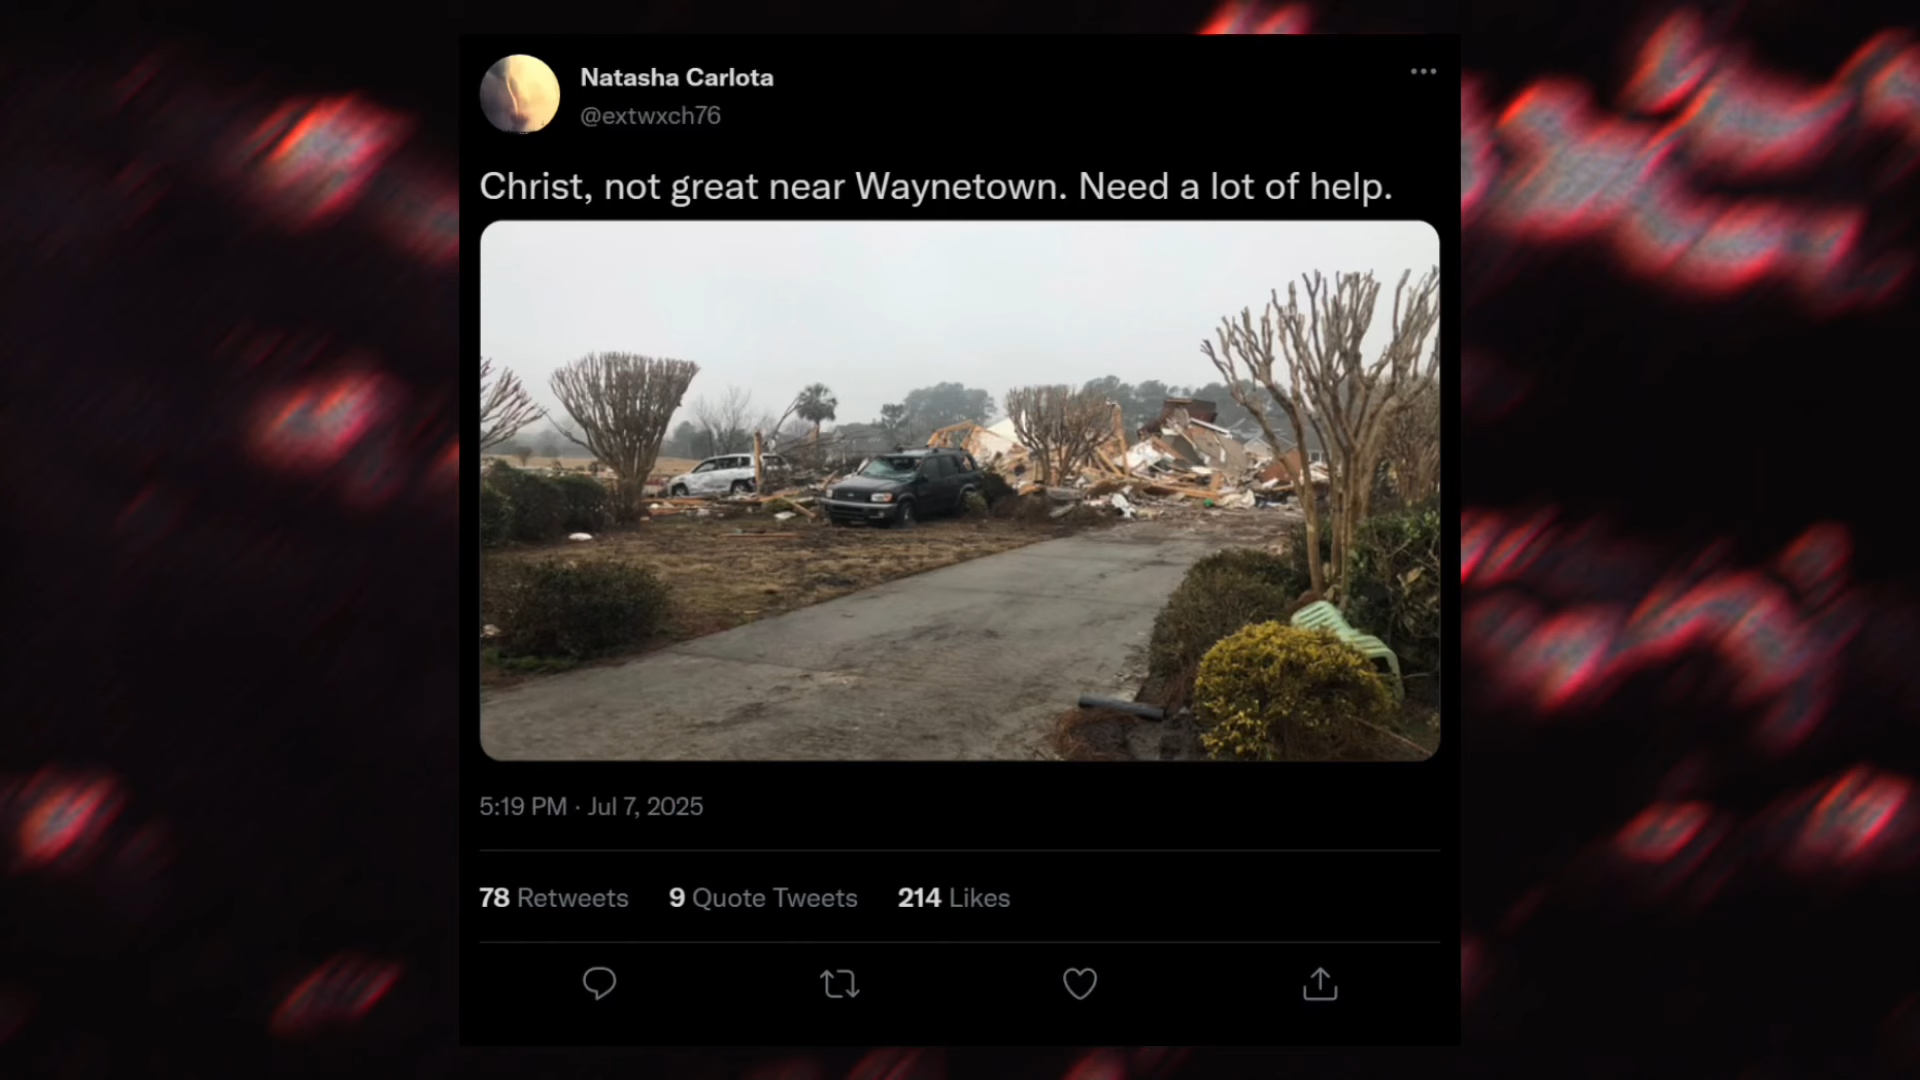 Natasha Carlota
@extwxch76
Christ, not great near Waynetown. Need a lot of help.
5:19 PM · Jul 7, 2025
78 Retweets 9 Quote Tweets 214 Likes